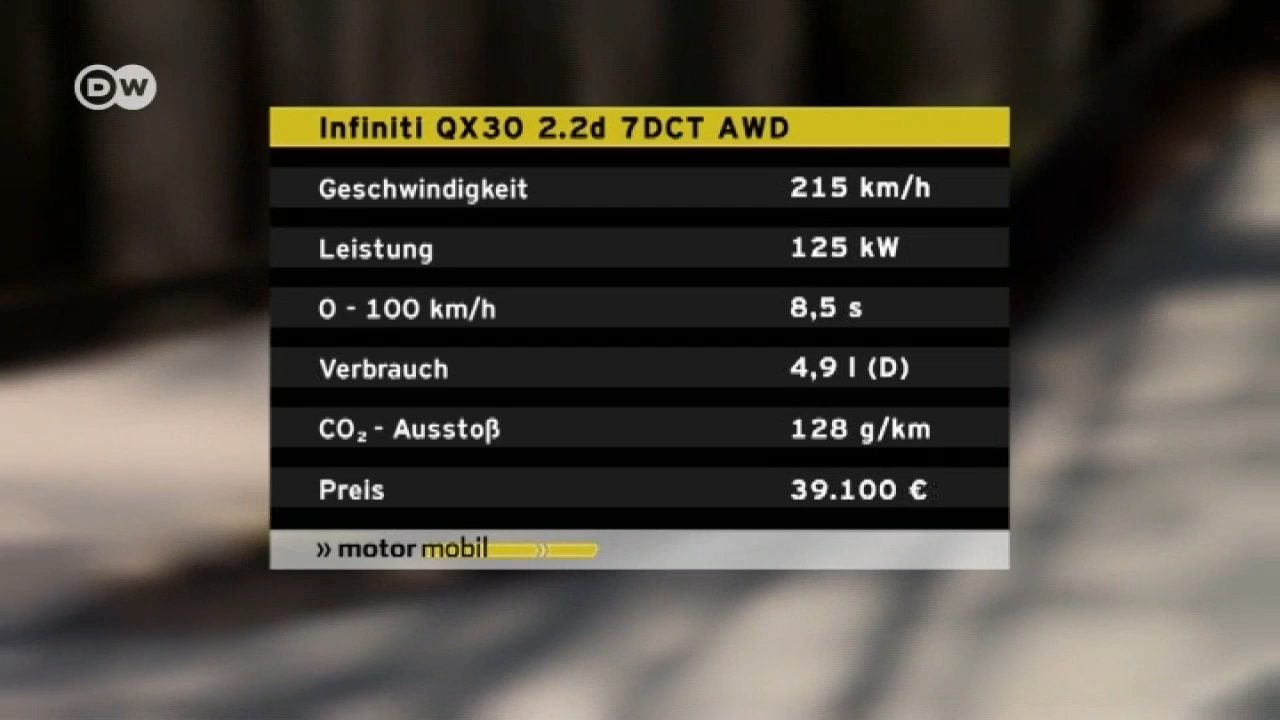 DW
Infiniti QX30 2.2d 7DCT AWD
Geschwindigkeit 215 km/h
Leistung 125 kW
0 - 100 km/h 8,5 s
Verbrauch 4,9 l (D)
CO₂ - Ausstoß 128 g/km
Preis 39.100 €
» motor mobil »